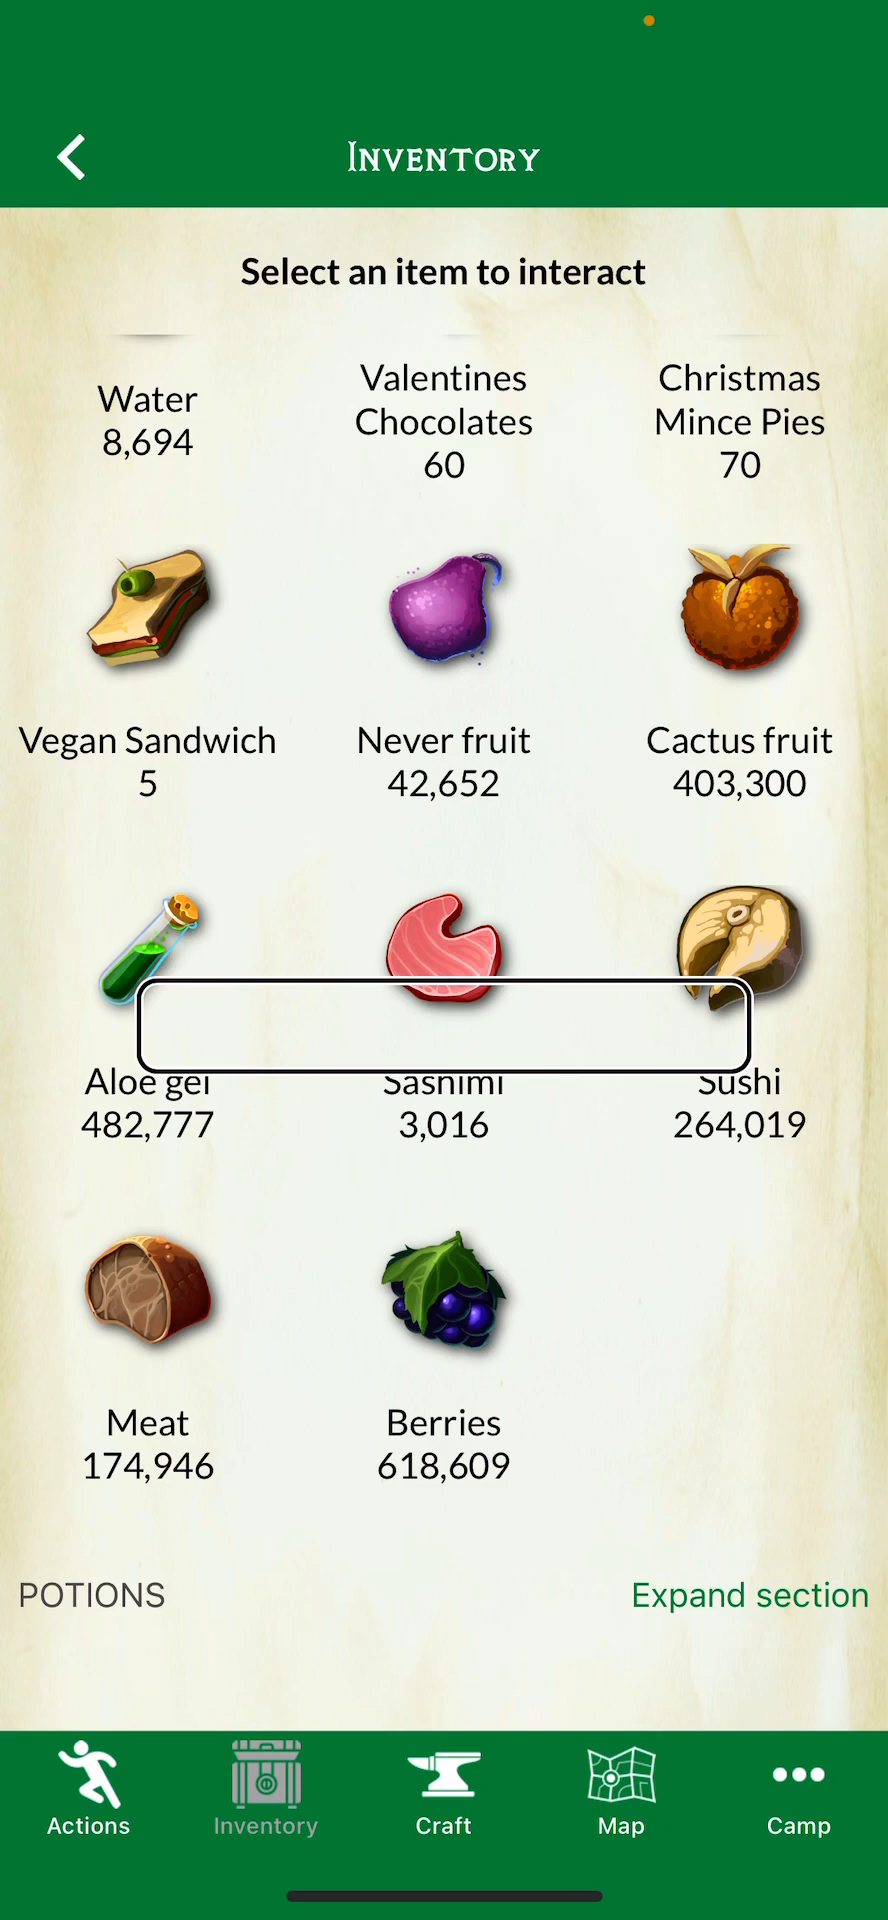 Inventory
Select an item to interact
Water
8,694
Valentines
Chocolates
60
Christmas
Mince Pies
70
Vegan Sandwich
5
Never fruit
42,652
Cactus fruit
403,300
Aloe gel
482,777
Sashimi
3,016
Sushi
264,019
Meat
174,946
Berries
618,609
POTIONS
Expand section
Actions
Inventory
Craft
Map
Camp